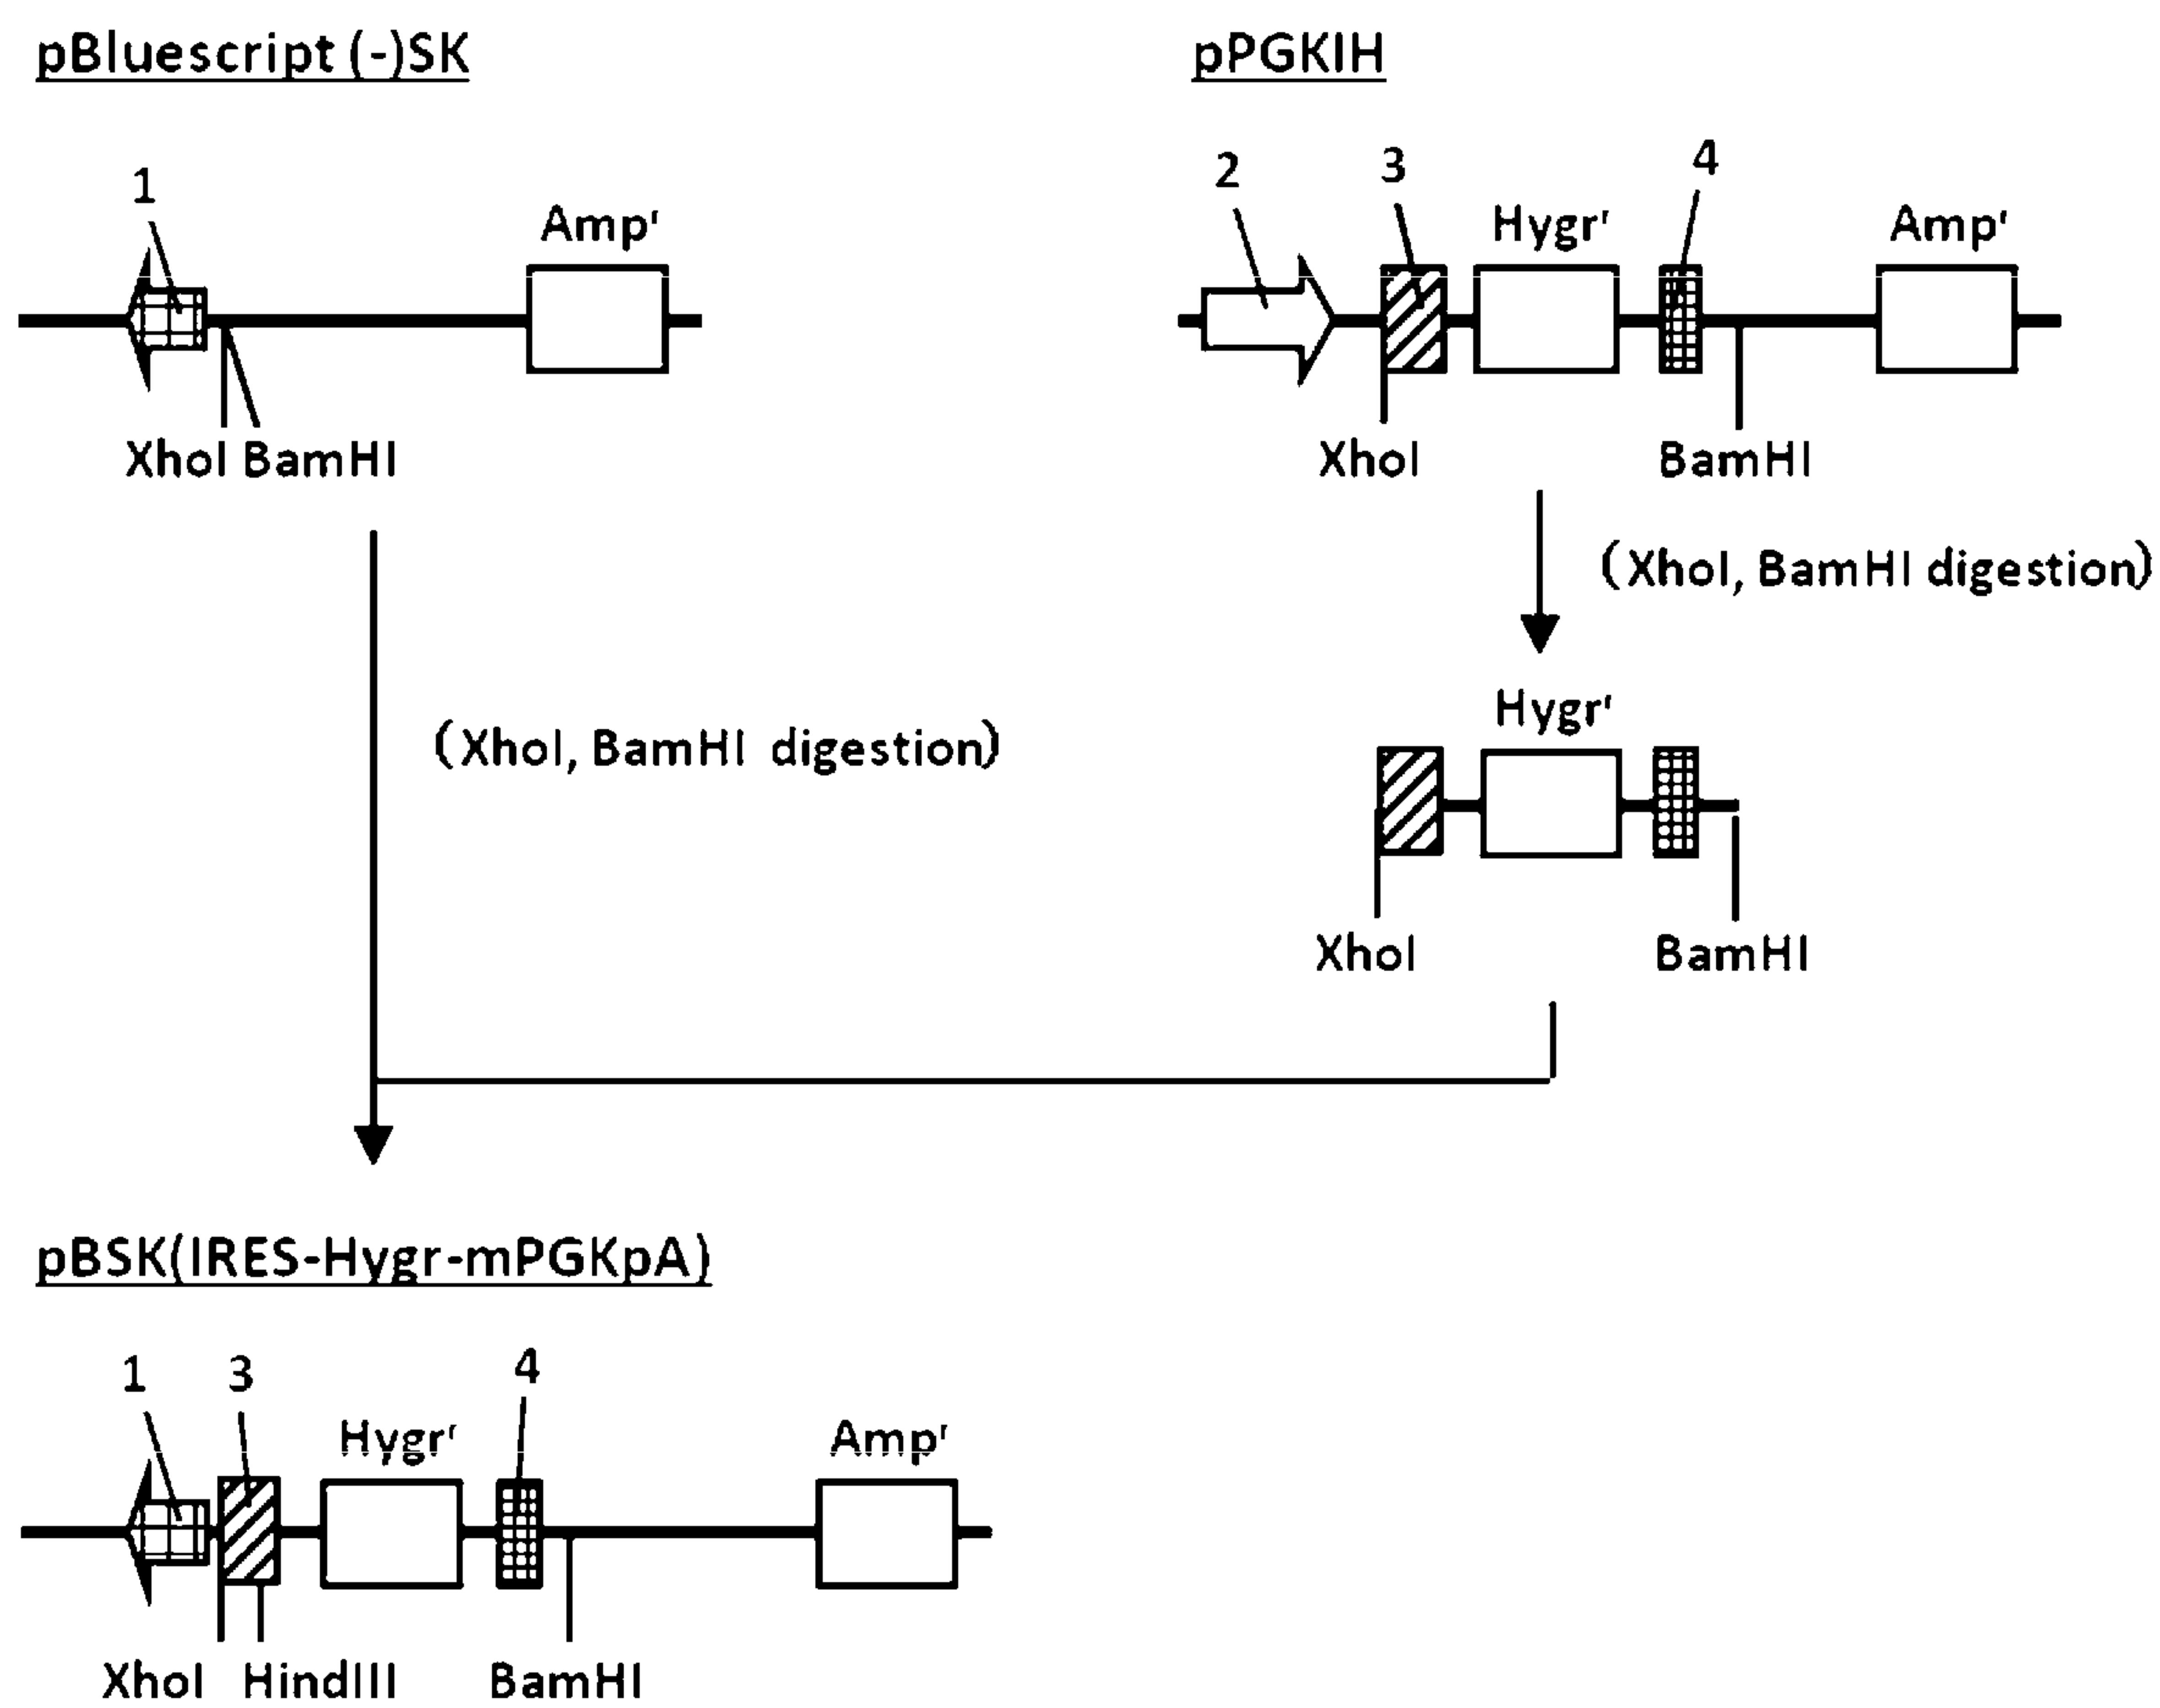 pBluescript (-)SK
pPGKIH
1
Ampʳ
XhoI BamHI
2
3
Hygrʳ
4
Ampʳ
XhoI
BamHI
(XhoI, BamHI digestion)
(XhoI, BamHI digestion)
Hygrʳ
XhoI
BamHI
pBSK(IRES-Hygr-mPGKpA)
1
3
Hygrʳ
4
Ampʳ
XhoI
HindIII
BamHI